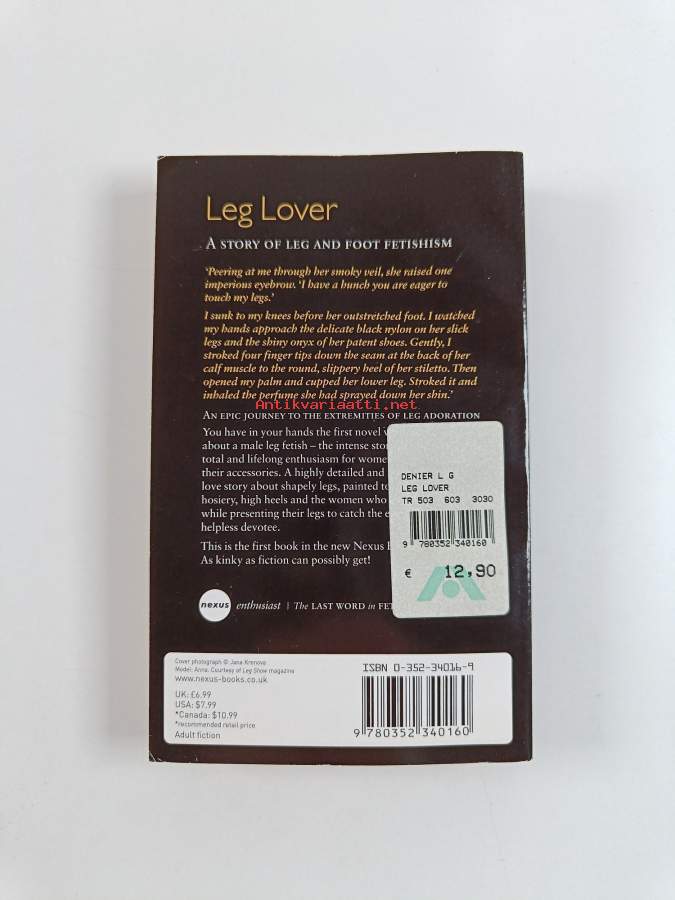 Leg Lover
A STORY OF LEG AND FOOT FETISHISM
‘Peering at me through her smoky veil, she raised one
imperious eyebrow. ‘I have a hunch you are eager to
touch my legs.’
I sunk to my knees before her outstretched foot. I watched
my hands approach the delicate black nylon on her slick
legs and the shiny onyx of her patent shoes. Gently, I
stroked four finger tips down the seam at the back of her
calf muscle to the round, slippery heel of her stiletto. Then
opened my palm and cupped her lower leg. Stroked it and
inhaled the perfume she had sprayed down her shin.’
Antikvariaatti.net
AN EPIC JOURNEY TO THE EXTREMITIES OF LEG ADORATION
You have in your hands the first novel
about a male leg fetish – the intense
total and lifelong enthusiasm for
their accessories. A highly detailed and
love story about shapely legs, painted
hosiery, high heels and the women who
while presenting their legs to catch the
helpless devotee.
This is the first book in the new Nexus
As kinky as fiction can possibly get!
DENIER L G
LEG LOVER
TR 503 603 3030
9 780352 340160
€ 12,90
nexus enthusiast | The LAST WORD in
Cover photograph © Jana Krenova
Model: Anna. Courtesy of Leg Show magazine
www.nexus-books.co.uk
UK: £6.99
USA: $7.99
*Canada: $10.99
*recommended retail price
Adult fiction
ISBN 0-352-34016-9
9 780352 340160